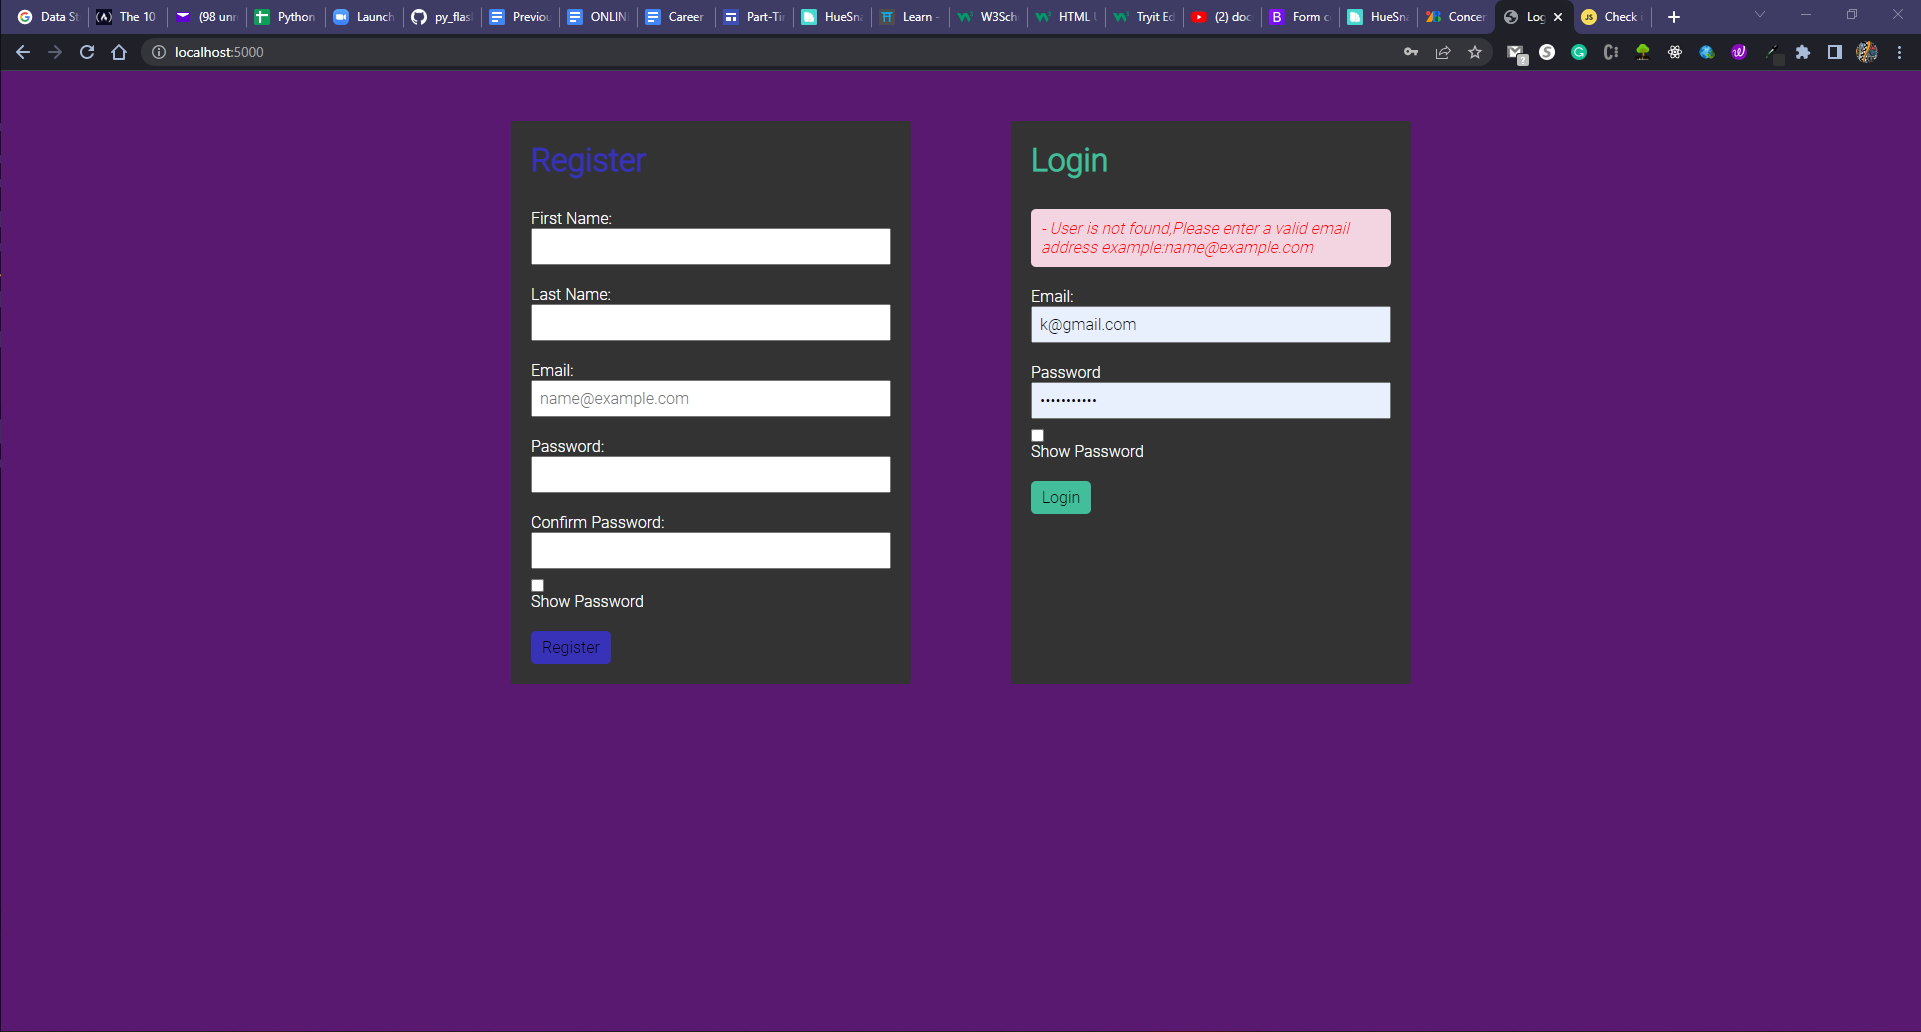 Data St
The 10
(98 unr
Python
Launch
py_flas
Previou
ONLIN
Career
Part-Ti
HueSna
Learn -
W3Sch
HTML U
Tryit Ed
(2) doc
Form c
HueSna
Concer
Log
Check i
localhost:5000
Register
First Name:
Last Name:
Email:
name@example.com
Password:
Confirm Password:
Show Password
Register
Login
- User is not found,Please enter a valid email
address example:name@example.com
Email:
k@gmail.com
Password
Show Password
Login